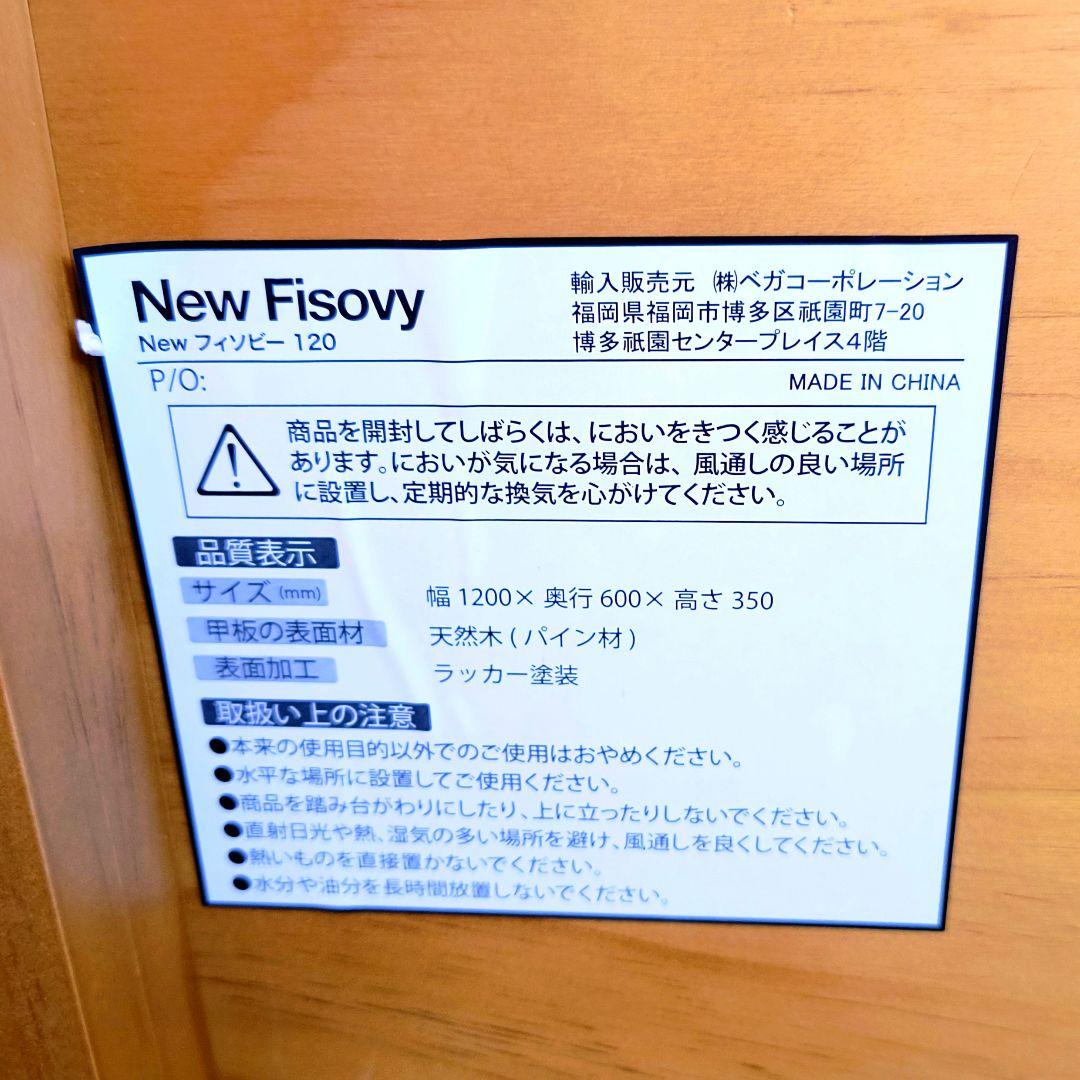 New Fisovy
New フィソビー 120
輸入販売元 ㈱ベガコーポレーション
福岡県福岡市博多区祇園町7-20
博多祇園センタープレイス4階
P/O:
MADE IN CHINA
商品を開封してしばらくは、においをきつく感じることが
あります。においが気になる場合は、風通しの良い場所
に設置し、定期的な換気を心がけてください。
品質表示
サイズ(mm) 幅 1200× 奥行 600× 高さ 350
甲板の表面材 天然木 ( パイン材 )
表面加工 ラッカー塗装
取扱い上の注意
●本来の使用目的以外でのご使用はおやめください。
●水平な場所に設置してご使用ください。
●商品を踏み台がわりにしたり、上に立ったりしないでください。
●直射日光や熱、湿気の多い場所を避け、風通しを良くしてください。
●熱いものを直接置かないでください。
●水分や油分を長時間放置しないでください。